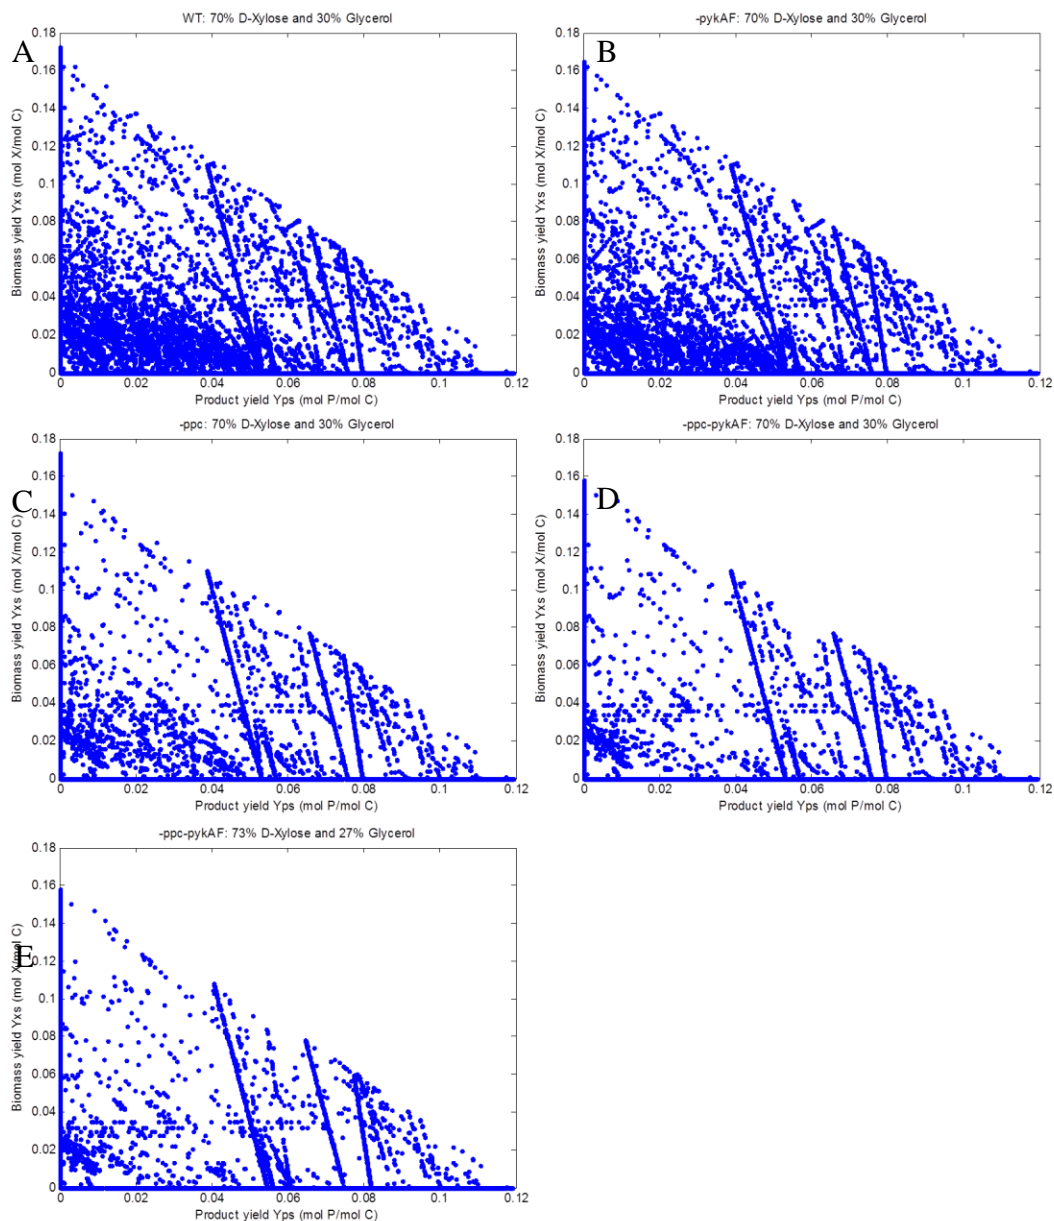 WT: 70% D-Xylose and 30% Glycerol
A
Biomass yield Yxs (mol X/mol C)
0.18
0.16
0.14
0.12
0.1
0.08
0.06
0.04
0.02
0
0 0.02 0.04 0.06 0.08 0.1 0.12
Product yield Yps (mol P/mol C)
-pykAF: 70% D-Xylose and 30% Glycerol
B
Biomass yield Yxs (mol X/mol C)
0.18
0.16
0.14
0.12
0.1
0.08
0.06
0.04
0.02
0
0 0.02 0.04 0.06 0.08 0.1 0.12
Product yield Yps (mol P/mol C)
-ppc: 70% D-Xylose and 30% Glycerol
C
Biomass yield Yxs (mol X/mol C)
0.18
0.16
0.14
0.12
0.1
0.08
0.06
0.04
0.02
0
0 0.02 0.04 0.06 0.08 0.1 0.12
Product yield Yps (mol P/mol C)
-ppc-pykAF: 70% D-Xylose and 30% Glycerol
D
Biomass yield Yxs (mol X/mol C)
0.18
0.16
0.14
0.12
0.1
0.08
0.06
0.04
0.02
0
0 0.02 0.04 0.06 0.08 0.1 0.12
Product yield Yps (mol P/mol C)
-ppc-pykAF: 73% D-Xylose and 27% Glycerol
E
Biomass yield Yxs (mol X/mol C)
0.18
0.16
0.14
0.12
0.1
0.08
0.06
0.04
0.02
0
0 0.02 0.04 0.06 0.08 0.1 0.12
Product yield Yps (mol P/mol C)